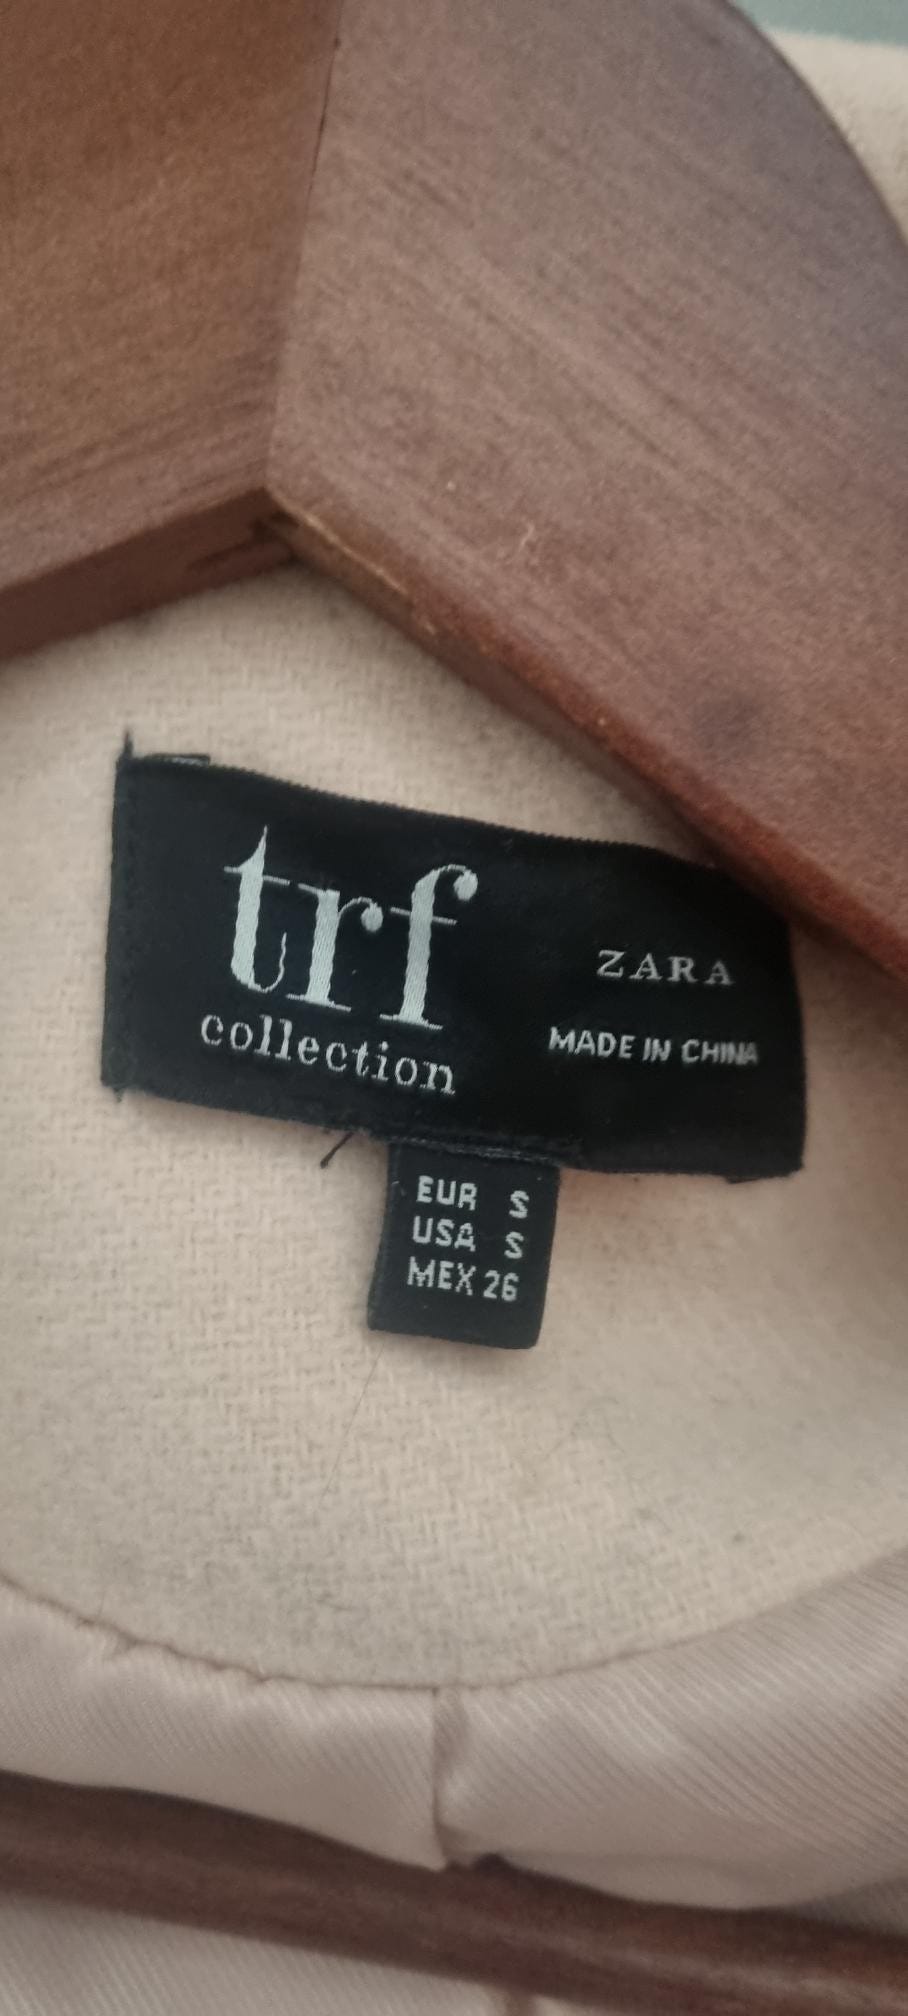 trf
collection
ZARA
MADE IN CHINA
EUR S
USA S
MEX 26